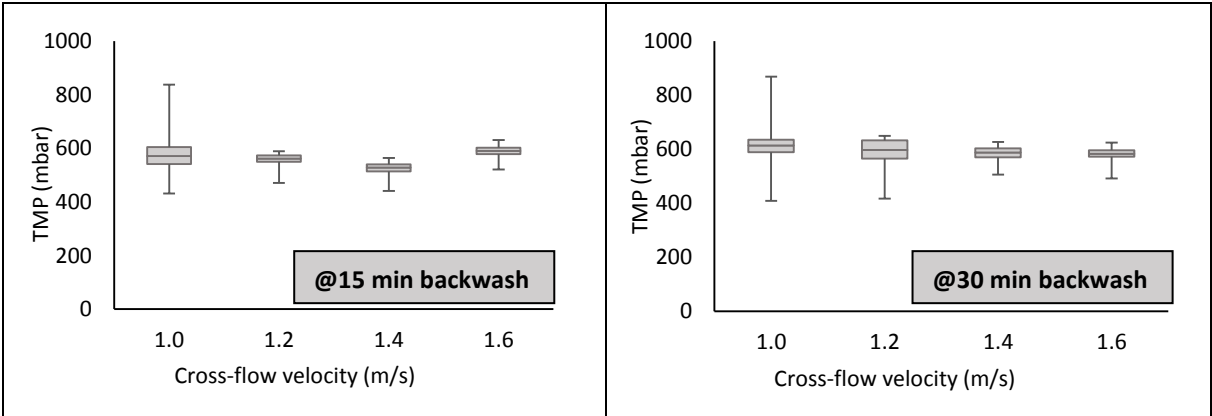 1000
800
600
400
200
0
TMP (mbar)
@15 min backwash
1.0 1.2 1.4 1.6
Cross-flow velocity (m/s)
1000
800
600
400
200
0
TMP (mbar)
@30 min backwash
1.0 1.2 1.4 1.6
Cross-flow velocity (m/s)